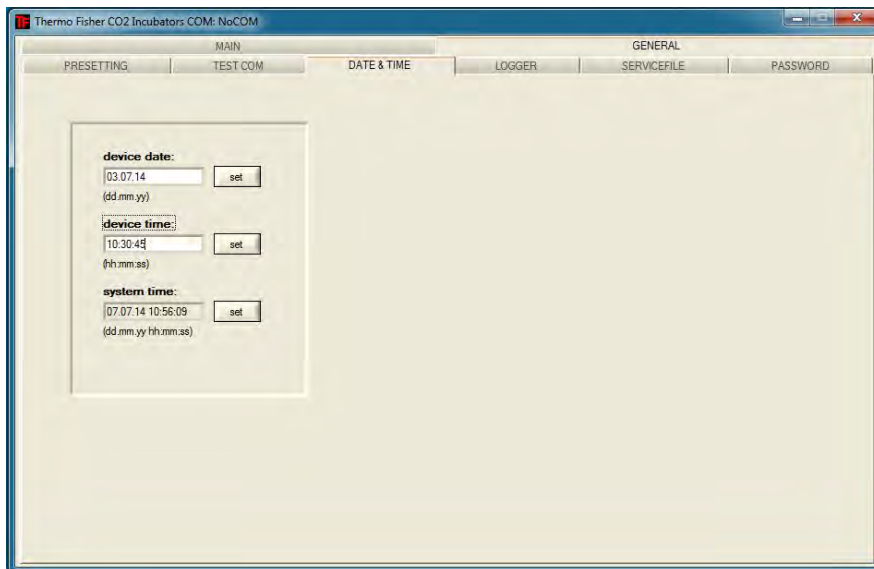 TF Thermo Fisher CO2 Incubators COM: NoCOM
MAIN GENERAL
PRESETTING TEST COM DATE & TIME LOGGER SERVICEFILE PASSWORD
device date:
03.07.14 set
(dd.mm.yy)
device time:
10:30:45 set
(hh:mm:ss)
system time:
07.07.14 10:56:09 set
(dd.mm.yy hh:mm:ss)